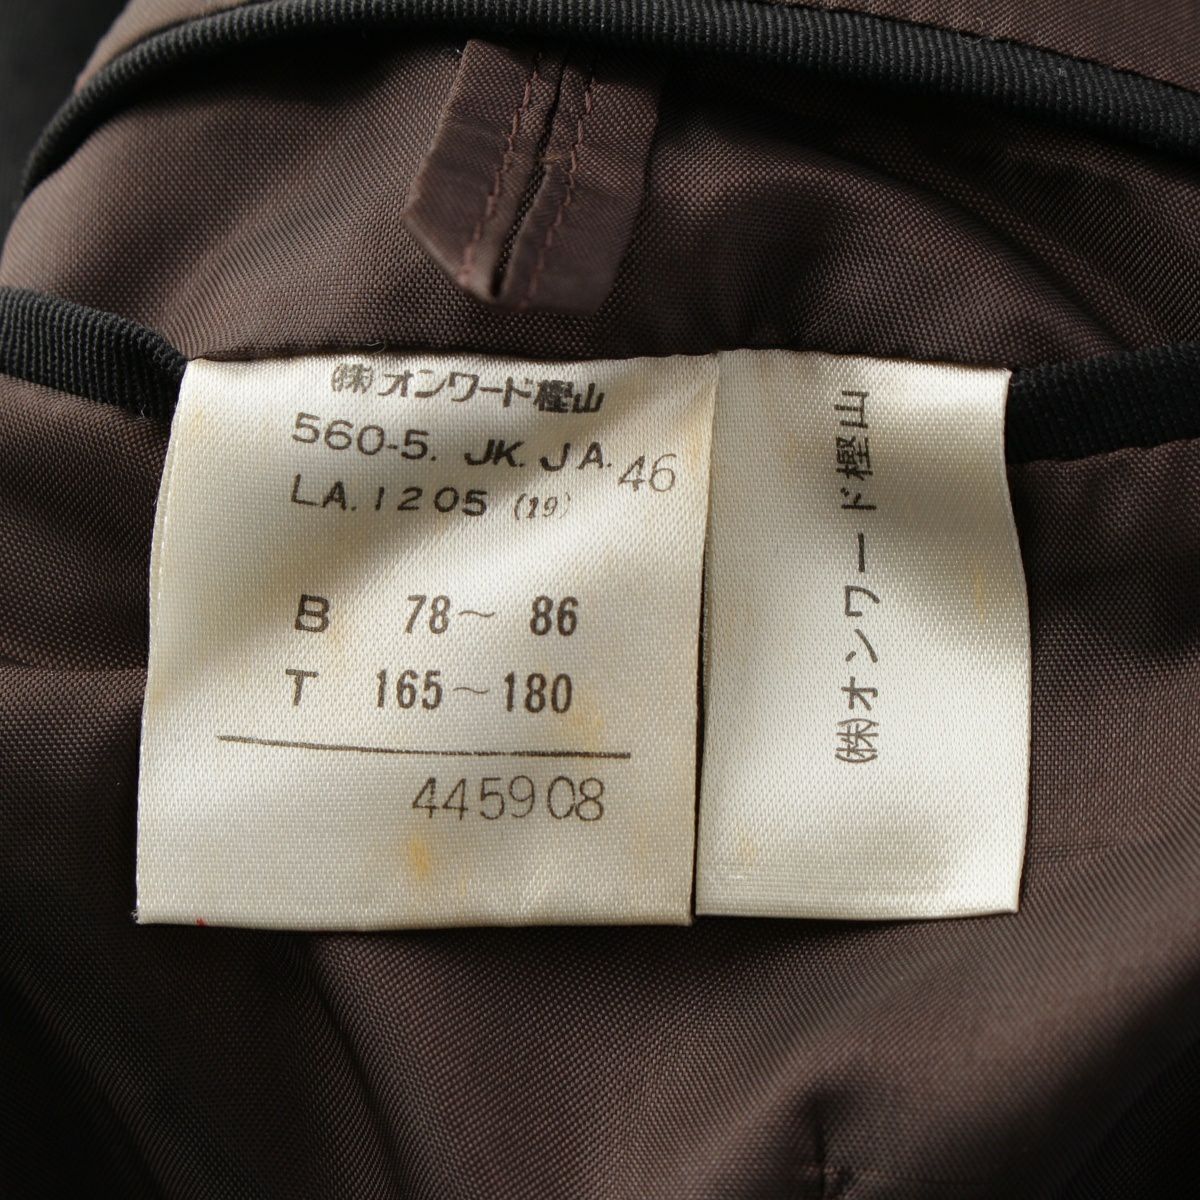 (株)オンワード樫山
560-5. JK. JA. 46
LA. 1205 (19)
B 78～ 86
T 165～180
445908
(株)オンワード樫山